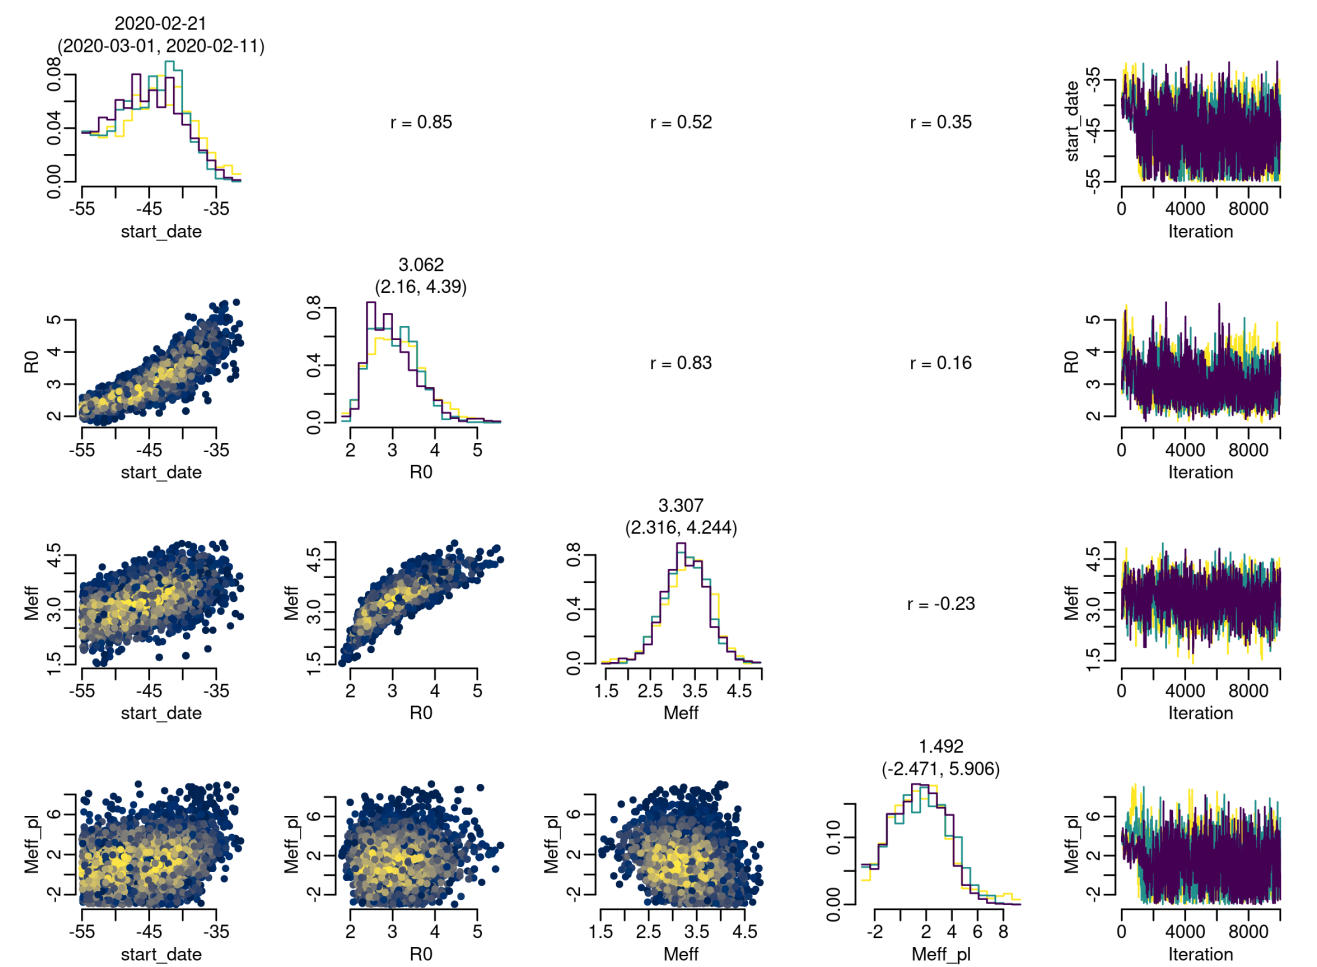 2020-02-21
(2020-03-01, 2020-02-11)
0.00 0.04 0.08
-55 -45 -35
start_date
r = 0.85
r = 0.52
r = 0.35
start_date
-55 -45 -35
0 4000 8000
Iteration
R0
2 3 4 5
-55 -45 -35
start_date
3.062
(2.16, 4.39)
0.0 0.4 0.8
2 3 4 5
R0
r = 0.83
r = 0.16
R0
2 3 4 5
0 4000 8000
Iteration
Meff
1.5 3.0 4.5
-55 -45 -35
start_date
Meff
1.5 3.0 4.5
2 3 4 5
R0
3.307
(2.316, 4.244)
0.0 0.4 0.8
1.5 2.5 3.5 4.5
Meff
r = -0.23
Meff
1.5 3.0 4.5
0 4000 8000
Iteration
Meff_pl
-2 2 6
-55 -45 -35
start_date
Meff_pl
-2 2 6
2 3 4 5
R0
Meff_pl
-2 2 6
1.5 2.5 3.5 4.5
Meff
1.492
(-2.471, 5.906)
0.00 0.10
-2 2 4 6 8
Meff_pl
Meff_pl
-2 2 6
0 4000 8000
Iteration